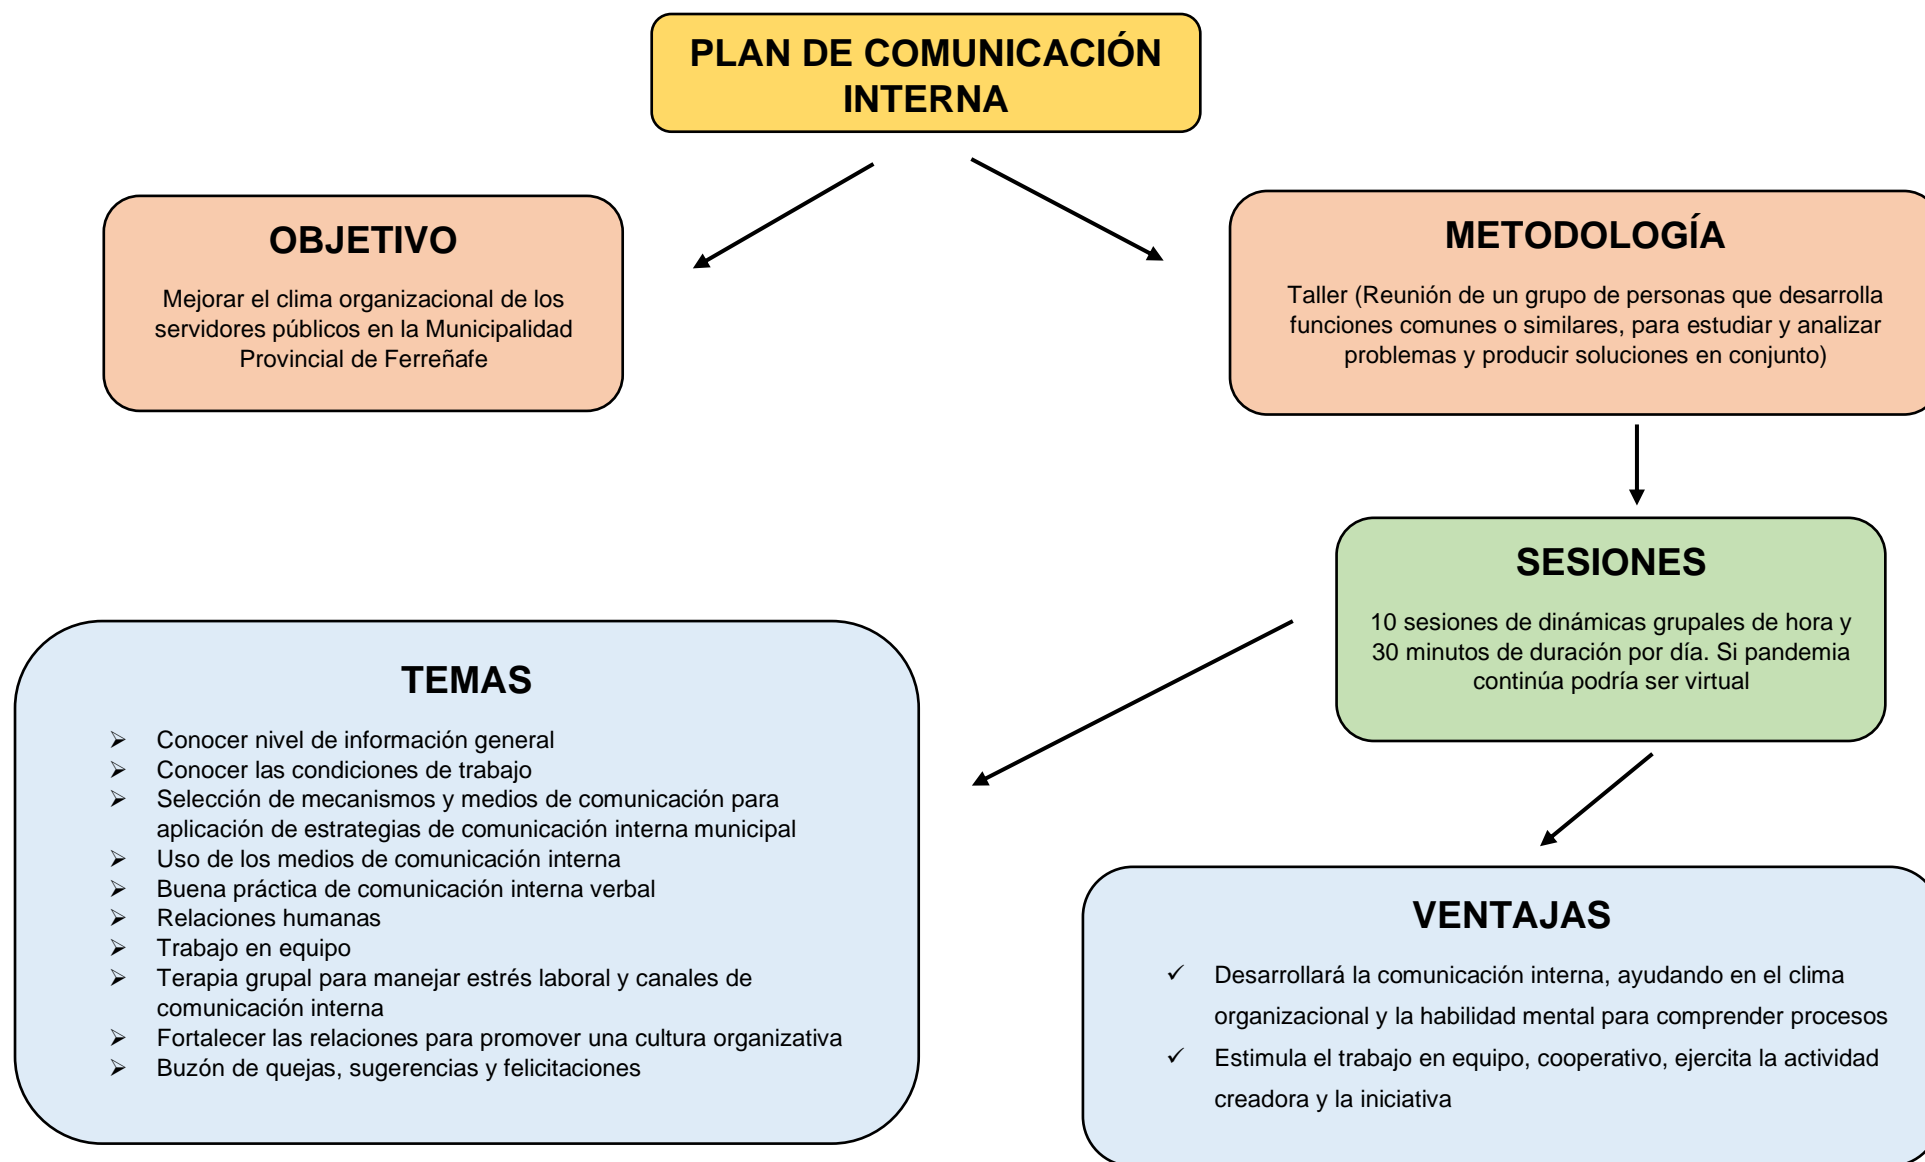 PLAN DE COMUNICACIÓN
INTERNA
OBJETIVO
Mejorar el clima organizacional de los
servidores públicos en la Municipalidad
Provincial de Ferreñafe
METODOLOGÍA
Taller (Reunión de un grupo de personas que desarrolla
funciones comunes o similares, para estudiar y analizar
problemas y producir soluciones en conjunto)
SESIONES
10 sesiones de dinámicas grupales de hora y
30 minutos de duración por día. Si pandemia
continúa podría ser virtual
TEMAS
➢ Conocer nivel de información general
➢ Conocer las condiciones de trabajo
➢ Selección de mecanismos y medios de comunicación para
aplicación de estrategias de comunicación interna municipal
➢ Uso de los medios de comunicación interna
➢ Buena práctica de comunicación interna verbal
➢ Relaciones humanas
➢ Trabajo en equipo
➢ Terapia grupal para manejar estrés laboral y canales de
comunicación interna
➢ Fortalecer las relaciones para promover una cultura organizativa
➢ Buzón de quejas, sugerencias y felicitaciones
VENTAJAS
✓ Desarrollará la comunicación interna, ayudando en el clima
organizacional y la habilidad mental para comprender procesos
✓ Estimula el trabajo en equipo, cooperativo, ejercita la actividad
creadora y la iniciativa